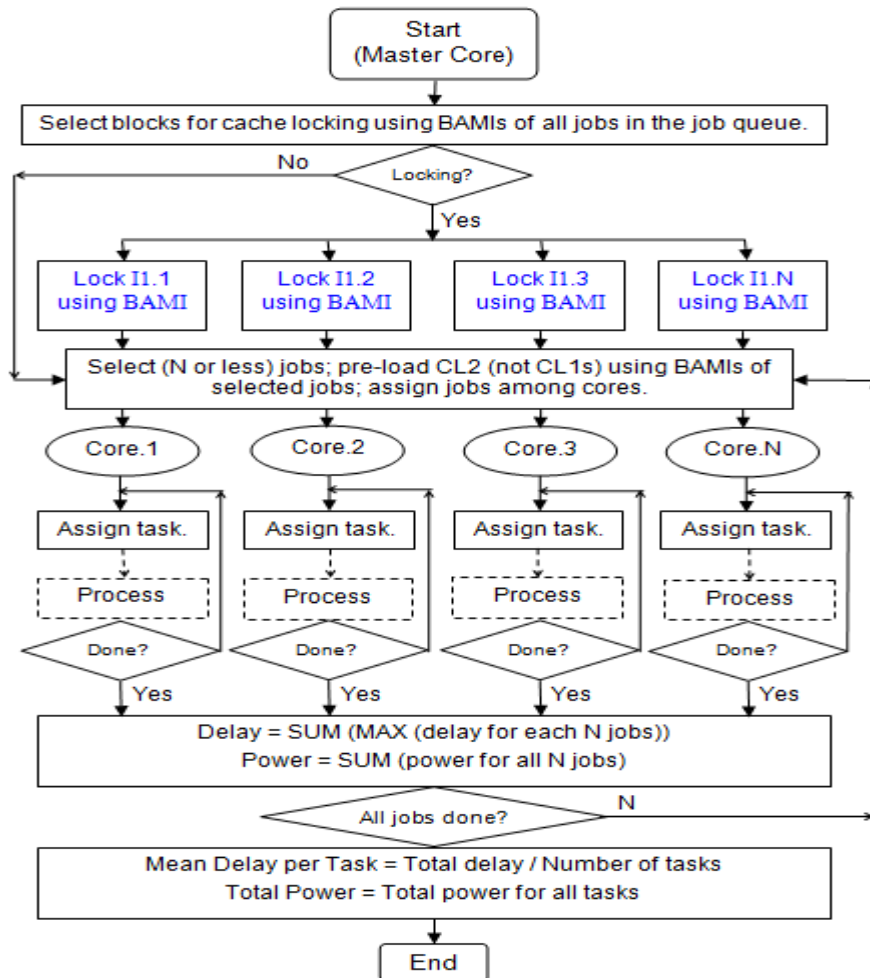 Start
(Master Core)
Select blocks for cache locking using BAMIs of all jobs in the job queue.
No
Locking?
Yes
Lock I1.1
using BAMI
Lock I1.2
using BAMI
Lock I1.3
using BAMI
Lock I1.N
using BAMI
Select (N or less) jobs; pre-load CL2 (not CL1s) using BAMIs of
selected jobs; assign jobs among cores.
Core.1
Core.2
Core.3
Core.N
Assign task.
Assign task.
Assign task.
Assign task.
Process
Process
Process
Process
Done?
Done?
Done?
Done?
Yes
Yes
Yes
Yes
Delay = SUM (MAX (delay for each N jobs))
Power = SUM (power for all N jobs)
N
All jobs done?
Mean Delay per Task = Total delay / Number of tasks
Total Power = Total power for all tasks
End